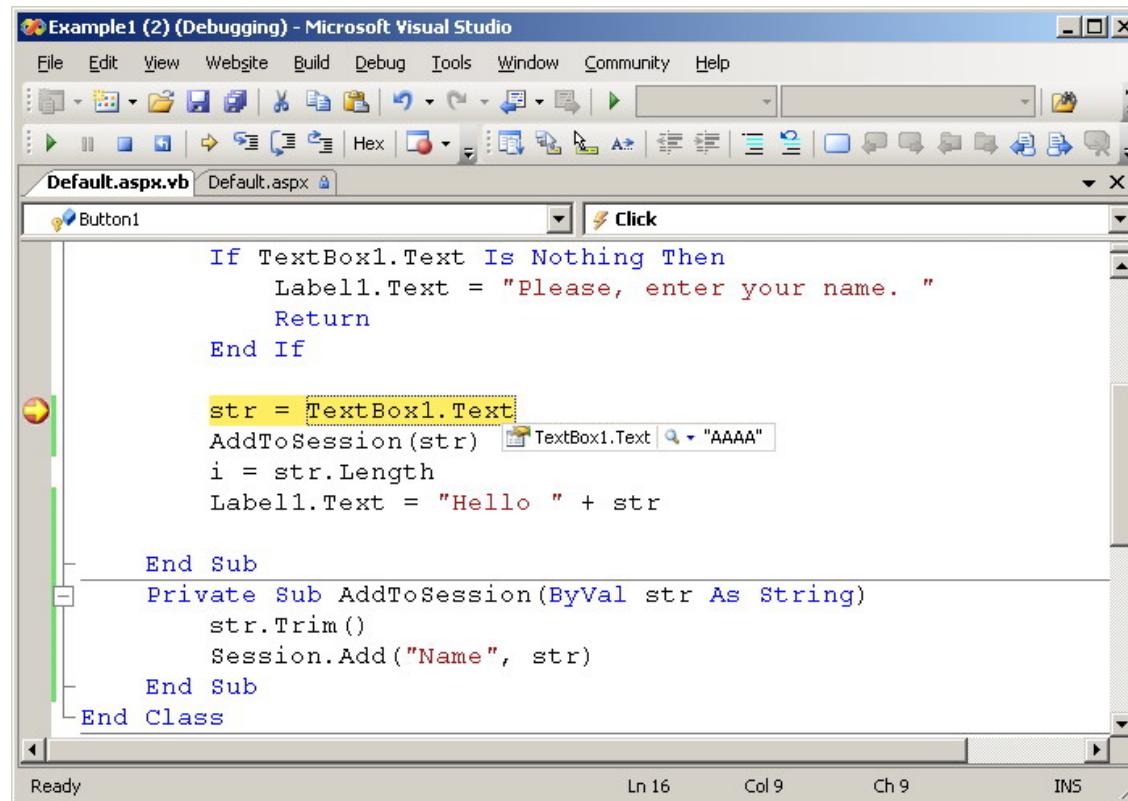 Example1 (2) (Debugging) - Microsoft Visual Studio
File Edit View Website Build Debug Tools Window Community Help
Hex
Default.aspx.vb Default.aspx
Button1 Click
If TextBox1.Text Is Nothing Then
Label1.Text = "Please, enter your name. "
Return
End If
str = TextBox1.Text
AddToSession(str) TextBox1.Text "AAAA"
i = str.Length
Label1.Text = "Hello " + str
End Sub
Private Sub AddToSession(ByVal str As String)
str.Trim()
Session.Add("Name", str)
End Sub
End Class
Ready Ln 16 Col 9 Ch 9 INS